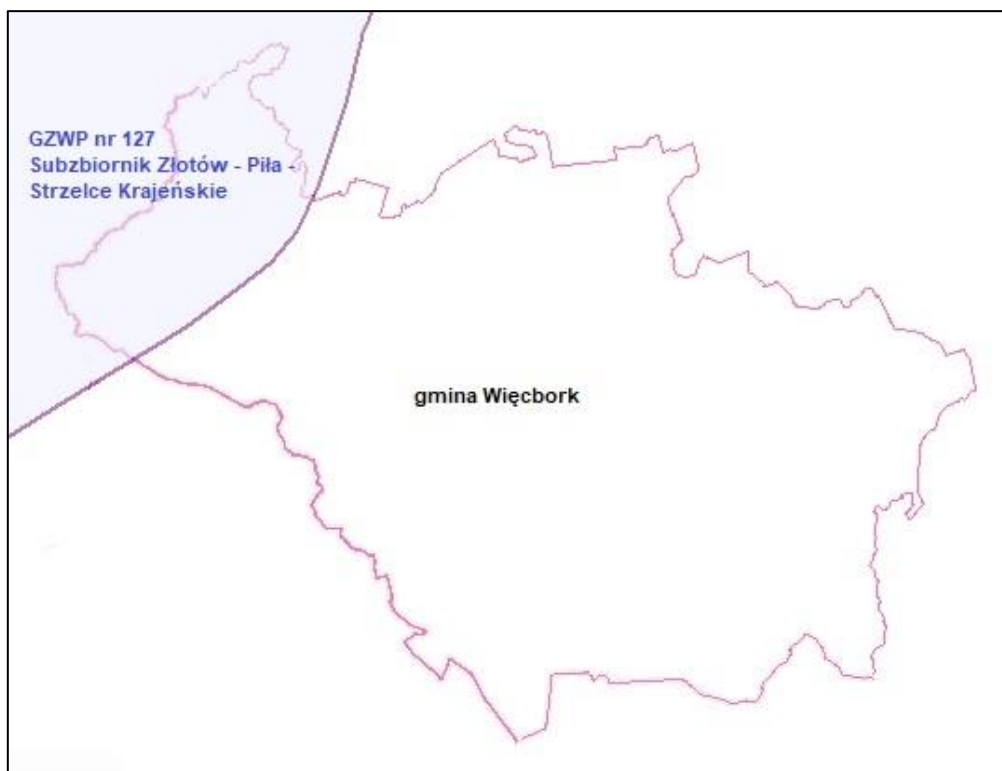 GZWP nr 127
Subzbiornik Złotów - Piła -
Strzelce Krajeńskie
gmina Więcbork